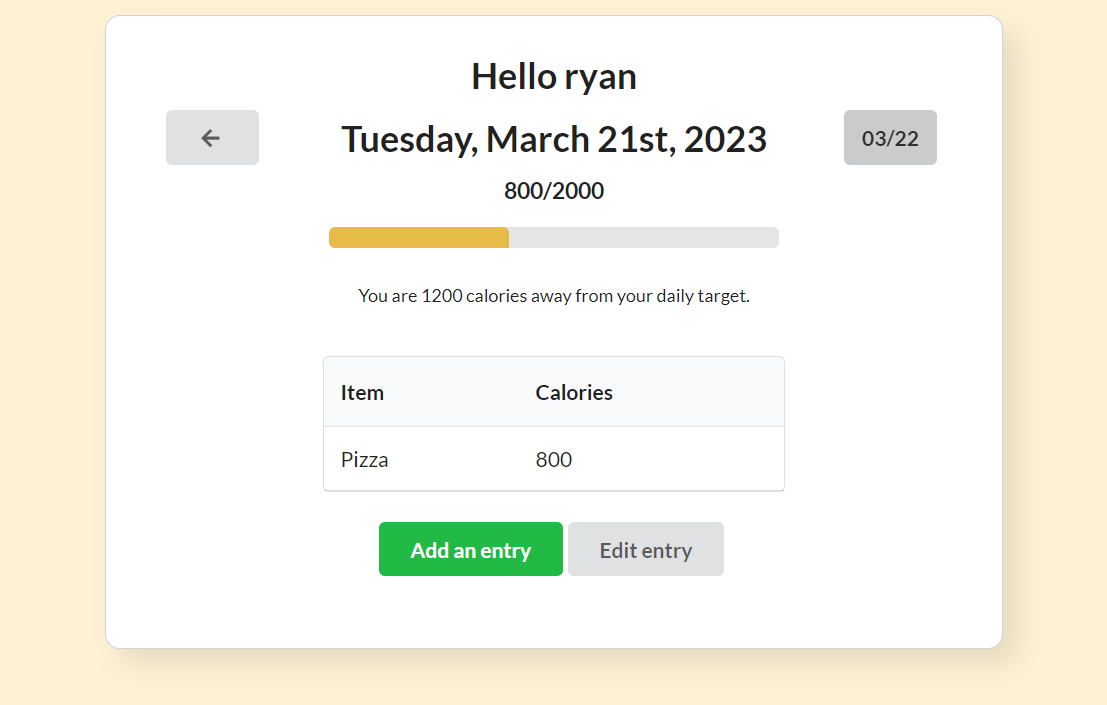 Hello ryan
Tuesday, March 21st, 2023
03/22
800/2000
You are 1200 calories away from your daily target.
Item Calories
Pizza 800
Add an entry Edit entry